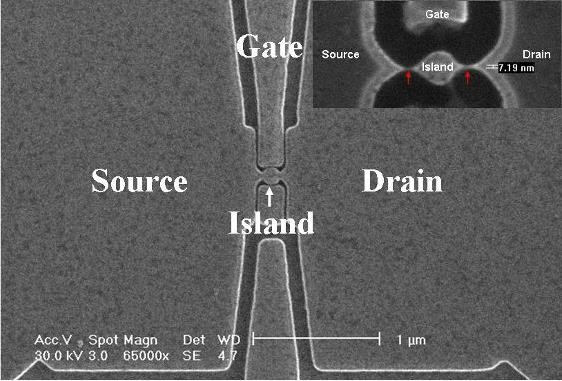 Gate
Gate
Source
Drain
Island
7.19 nm
Source
Drain
Island
Acc.V Spot Magn Det WD
30.0 kV 3.0 65000x SE 4.7
1 µm